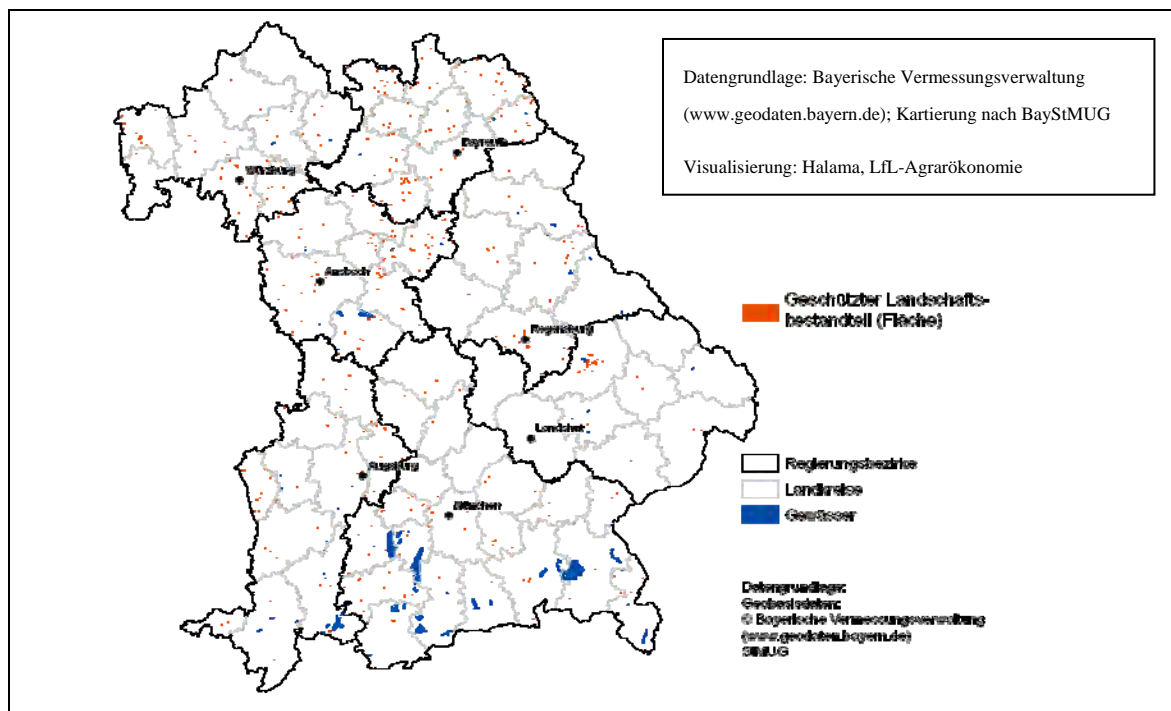 Datengrundlage: Bayerische Vermessungsverwaltung
(www.geodaten.bayern.de); Kartierung nach BayStMUG
Visualisierung: Halama, LfL-Agrarökonomie
Bayreuth
Würzburg
Ansbach
Geschützter Landschafts-
bestandteil (Fläche)
Regensburg
Landshut
Regierungsbezirke
Augsburg
Landkreise
München
Gewässer
Datengrundlage:
Geobasisdaten:
© Bayerische Vermessungsverwaltung
(www.geodaten.bayern.de)
StMUG